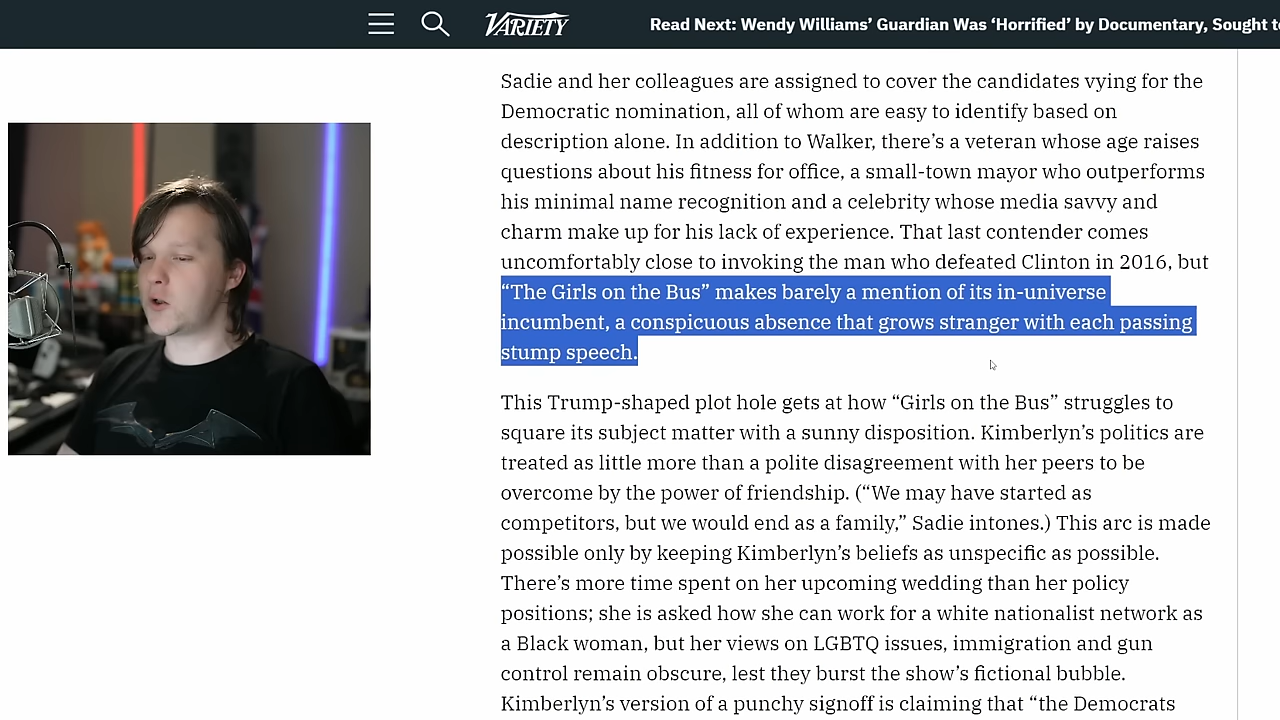 VARIETY
Read Next: Wendy Williams’ Guardian Was ‘Horrified’ by Documentary, Sought
Sadie and her colleagues are assigned to cover the candidates vying for the
Democratic nomination, all of whom are easy to identify based on
description alone. In addition to Walker, there’s a veteran whose age raises
questions about his fitness for office, a small-town mayor who outperforms
his minimal name recognition and a celebrity whose media savvy and
charm make up for his lack of experience. That last contender comes
uncomfortably close to invoking the man who defeated Clinton in 2016, but
“The Girls on the Bus” makes barely a mention of its in-universe
incumbent, a conspicuous absence that grows stranger with each passing
stump speech.
This Trump-shaped plot hole gets at how “Girls on the Bus” struggles to
square its subject matter with a sunny disposition. Kimberlyn’s politics are
treated as little more than a polite disagreement with her peers to be
overcome by the power of friendship. (“We may have started as
competitors, but we would end as a family,” Sadie intones.) This arc is made
possible only by keeping Kimberlyn’s beliefs as unspecific as possible.
There’s more time spent on her upcoming wedding than her policy
positions; she is asked how she can work for a white nationalist network as
a Black woman, but her views on LGBTQ issues, immigration and gun
control remain obscure, lest they burst the show’s fictional bubble.
Kimberlyn’s version of a punchy signoff is claiming that “the Democrats